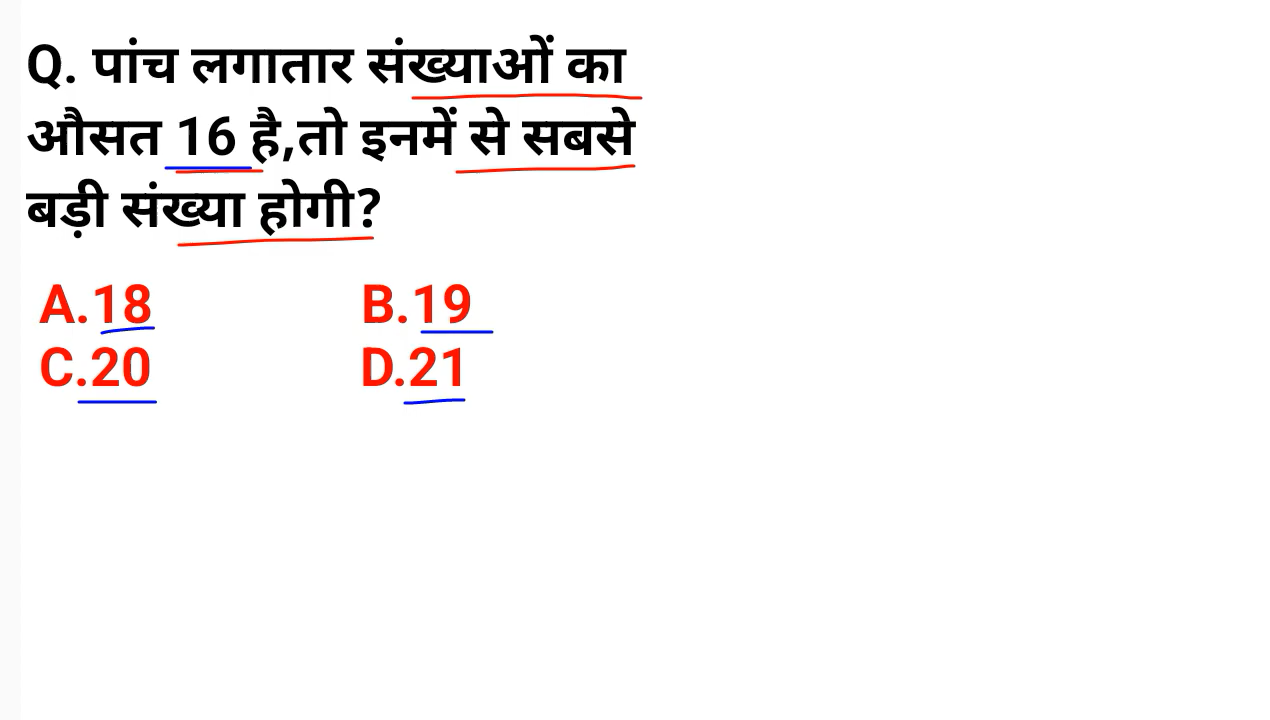 Q. पांच लगातार संख्याओं का
औसत 16 है,तो इनमें से सबसे
बड़ी संख्या होगी?
A.18 B.19
C.20 D.21